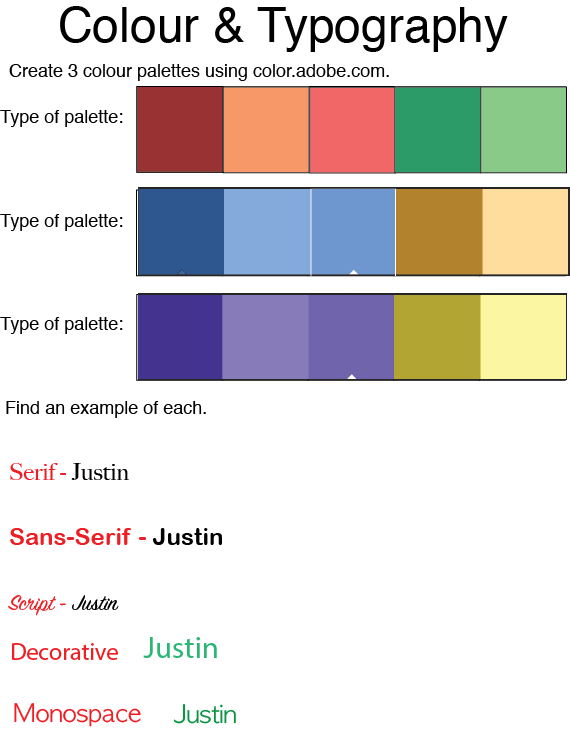 Colour & Typography
Create 3 colour palettes using color.adobe.com.
Type of palette:
Type of palette:
Type of palette:
Find an example of each.
Serif - Justin
Sans-Serif - Justin
Script - Justin
Decorative Justin
Monospace Justin